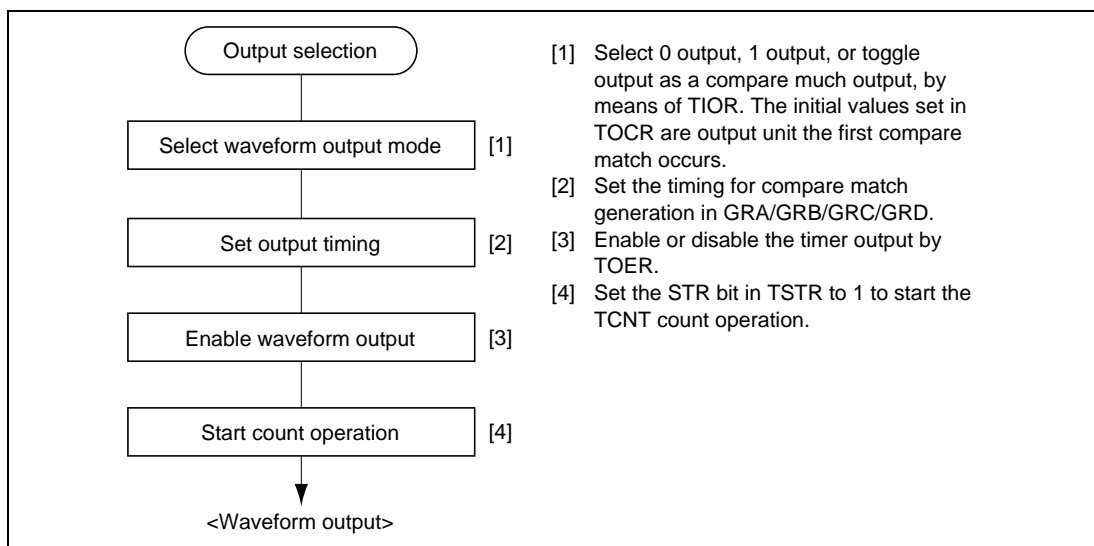 Output selection
Select waveform output mode [1]
Set output timing [2]
Enable waveform output [3]
Start count operation [4]
<Waveform output>
[1] Select 0 output, 1 output, or toggle
output as a compare much output, by
means of TIOR. The initial values set in
TOCR are output unit the first compare
match occurs.
[2] Set the timing for compare match
generation in GRA/GRB/GRC/GRD.
[3] Enable or disable the timer output by
TOER.
[4] Set the STR bit in TSTR to 1 to start the
TCNT count operation.